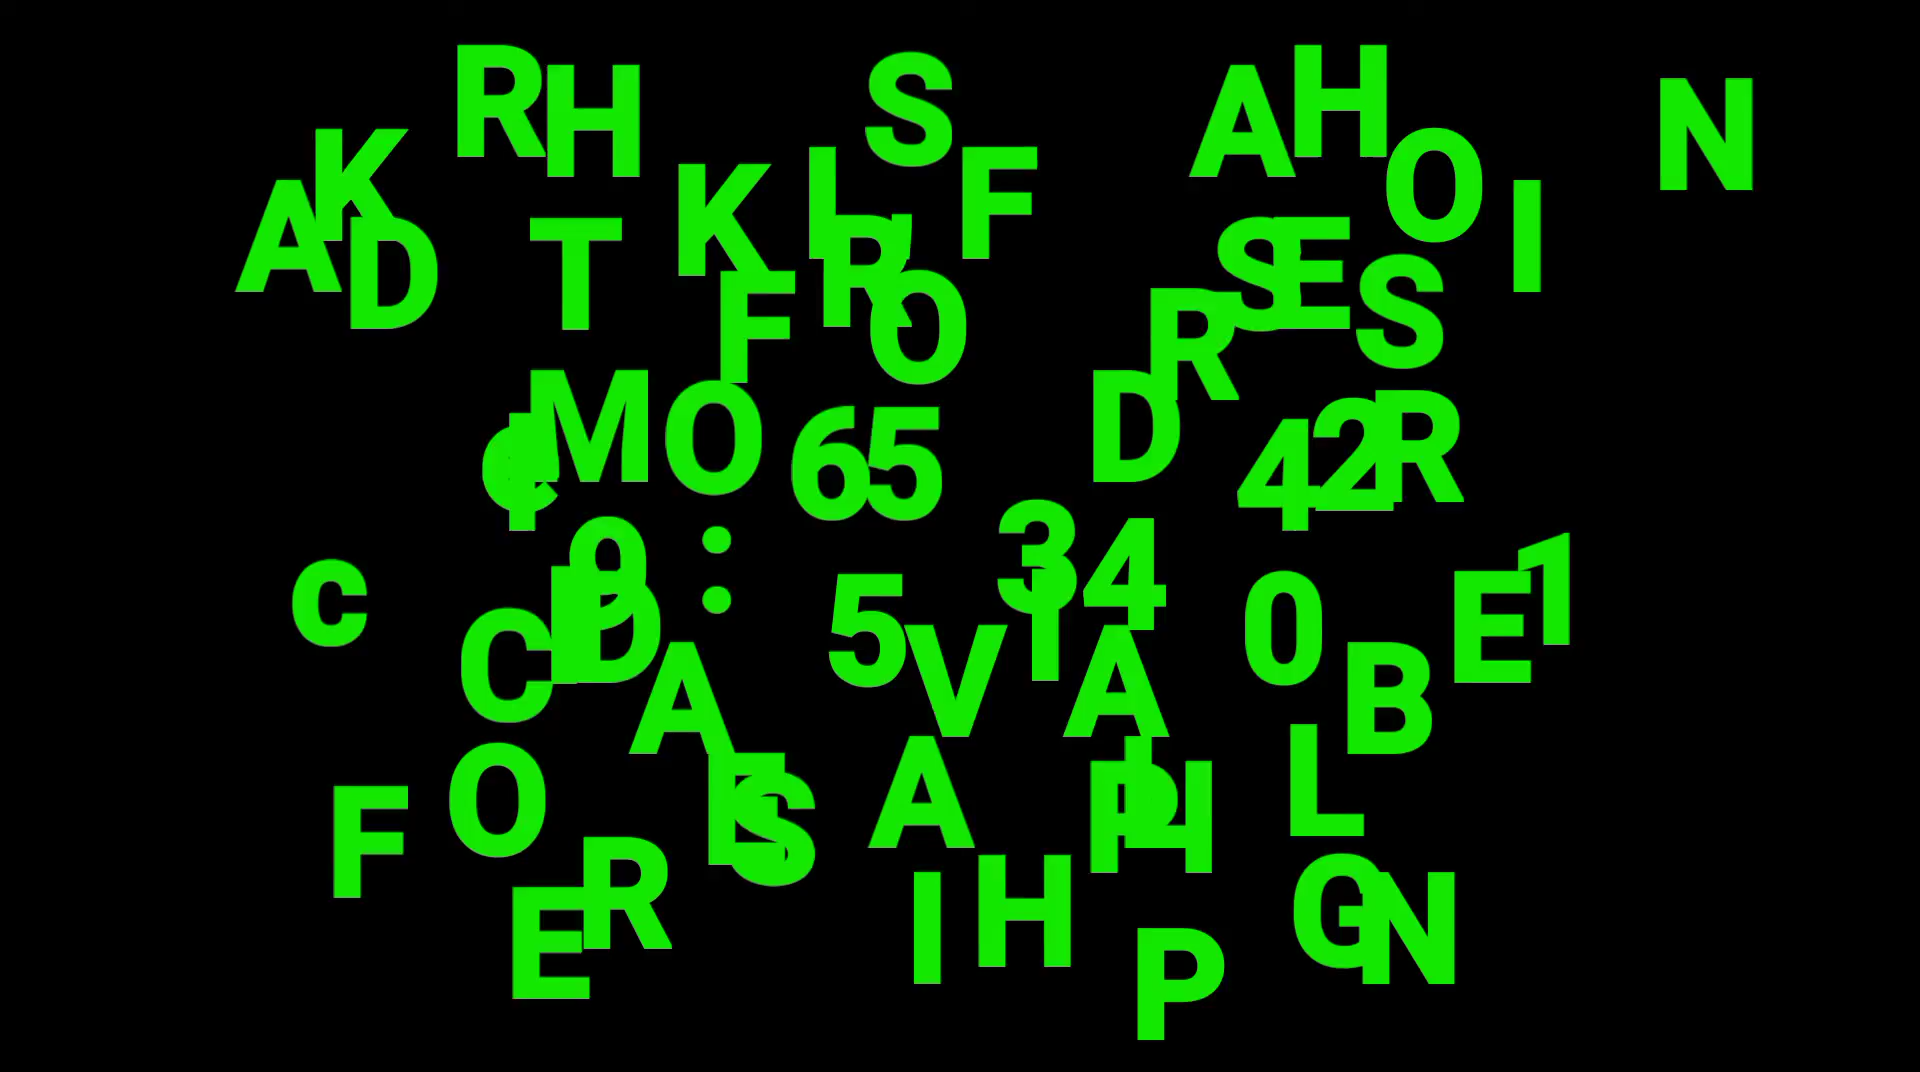 R H S A H N
K K L F O I
A D T R , S E S
F O R
M O 6 5 D 4 2 R
¢ 9 : 3 4 1
c D 5 I 0 E
C A V A B
O E S A P L H L
F R I H G N
E P